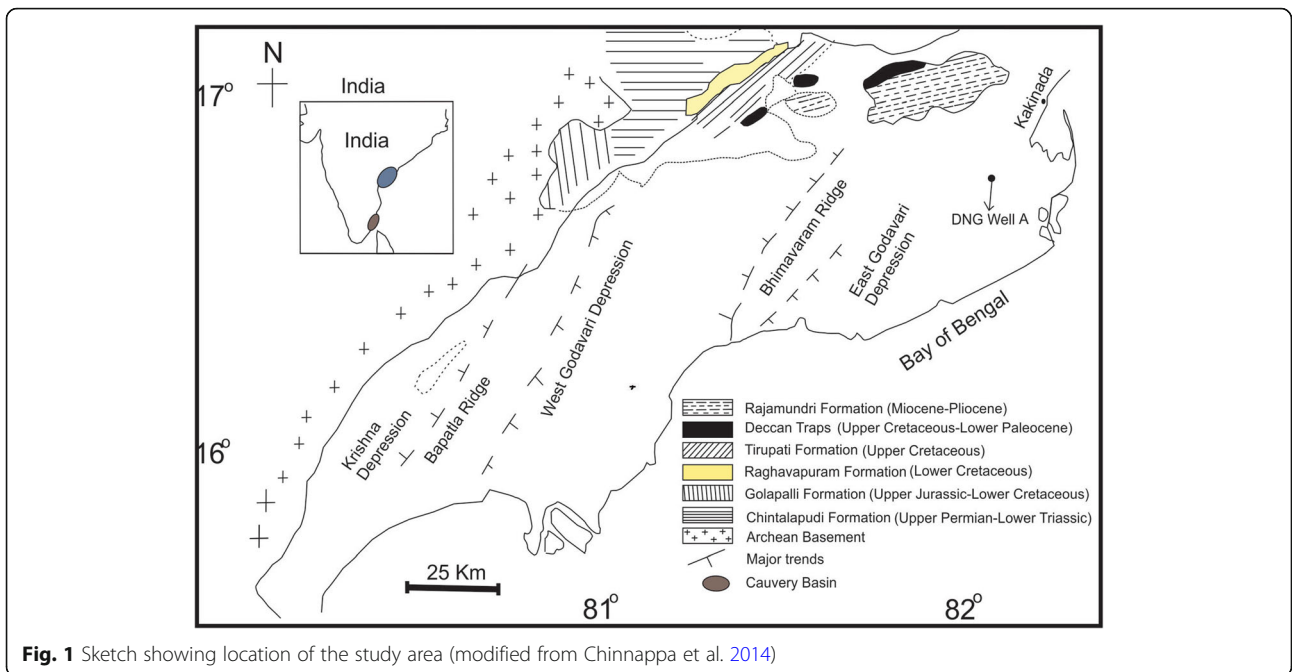 N
17°
16°
81°
82°
India
India
Kakinada
DNG Well A
Bhimavaram Ridge
East Godavari
Depression
West Godavari Depression
Bay of Bengal
Krishna
Depression
Bapatla Ridge
Rajamundri Formation (Miocene-Pliocene)
Deccan Traps (Upper Cretaceous-Lower Paleocene)
Tirupati Formation (Upper Cretaceous)
Raghavapuram Formation (Lower Cretaceous)
Golapalli Formation (Upper Jurassic-Lower Cretaceous)
Chintalapudi Formation (Upper Permian-Lower Triassic)
Archean Basement
Major trends
Cauvery Basin
25 Km
Fig. 1 Sketch showing location of the study area (modified from Chinnappa et al. 2014)